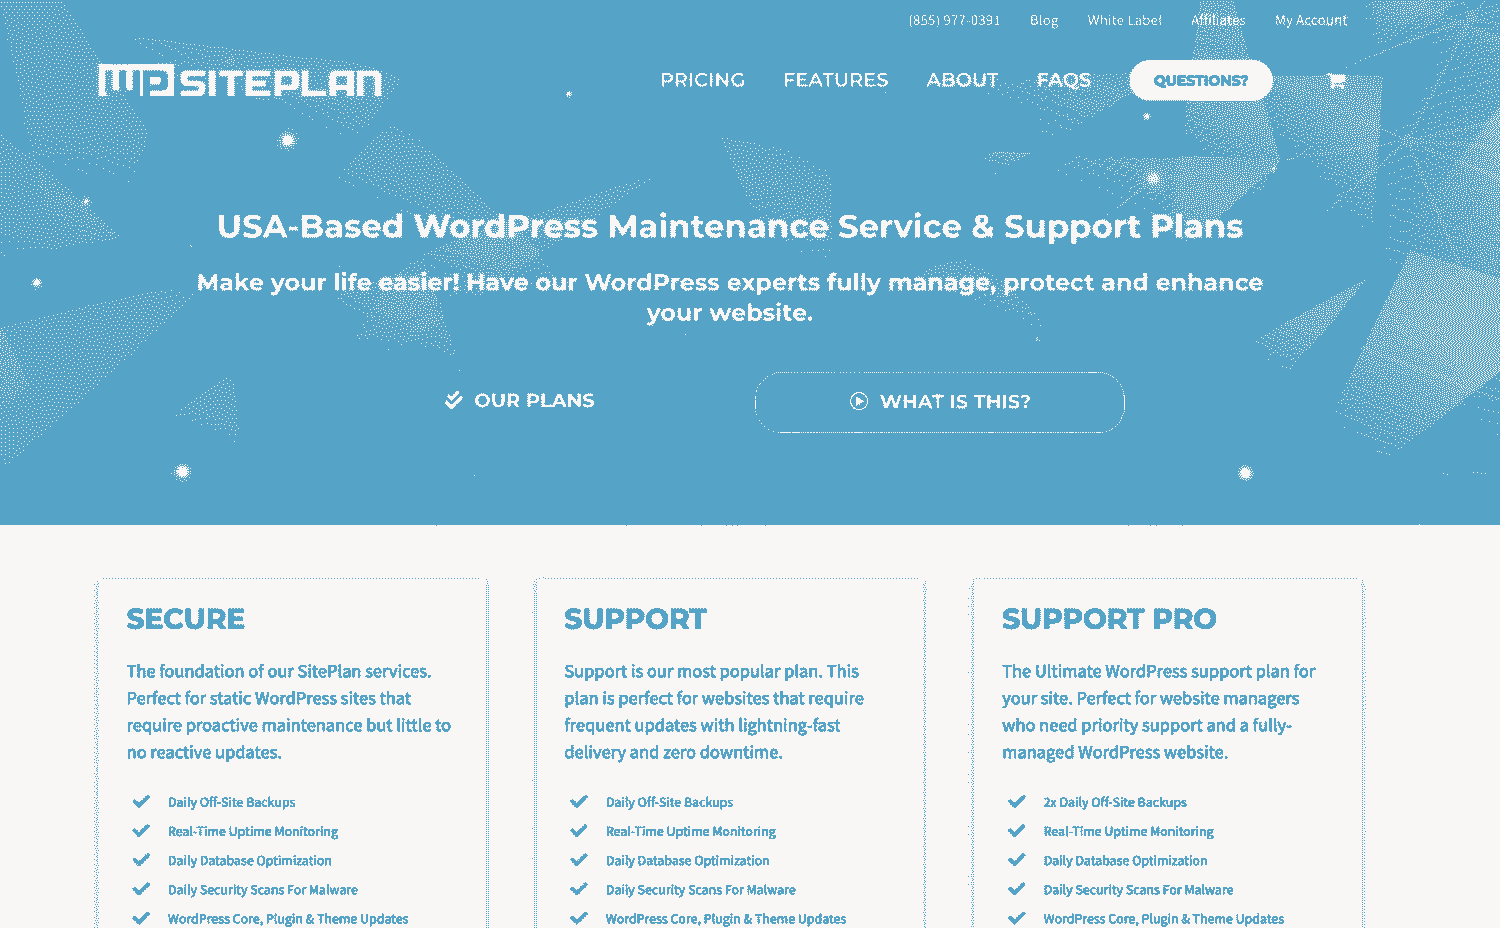 (855) 977-0391 Blog White Label Affiliates My Account
WP SITEPLAN PRICING FEATURES ABOUT FAQS QUESTIONS?
USA-Based WordPress Maintenance Service & Support Plans
Make your life easier! Have our WordPress experts fully manage, protect and enhance
your website.
OUR PLANS WHAT IS THIS?
SECURE
The foundation of our SitePlan services.
Perfect for static WordPress sites that
require proactive maintenance but little to
no reactive updates.
Daily Off-Site Backups
Real-Time Uptime Monitoring
Daily Database Optimization
Daily Security Scans For Malware
WordPress Core, Plugin & Theme Updates
SUPPORT
Support is our most popular plan. This
plan is perfect for websites that require
frequent updates with lightning-fast
delivery and zero downtime.
Daily Off-Site Backups
Real-Time Uptime Monitoring
Daily Database Optimization
Daily Security Scans For Malware
WordPress Core, Plugin & Theme Updates
SUPPORT PRO
The Ultimate WordPress support plan for
your site. Perfect for website managers
who need priority support and a fully-
managed WordPress website.
2x Daily Off-Site Backups
Real-Time Uptime Monitoring
Daily Database Optimization
Daily Security Scans For Malware
WordPress Core, Plugin & Theme Updates